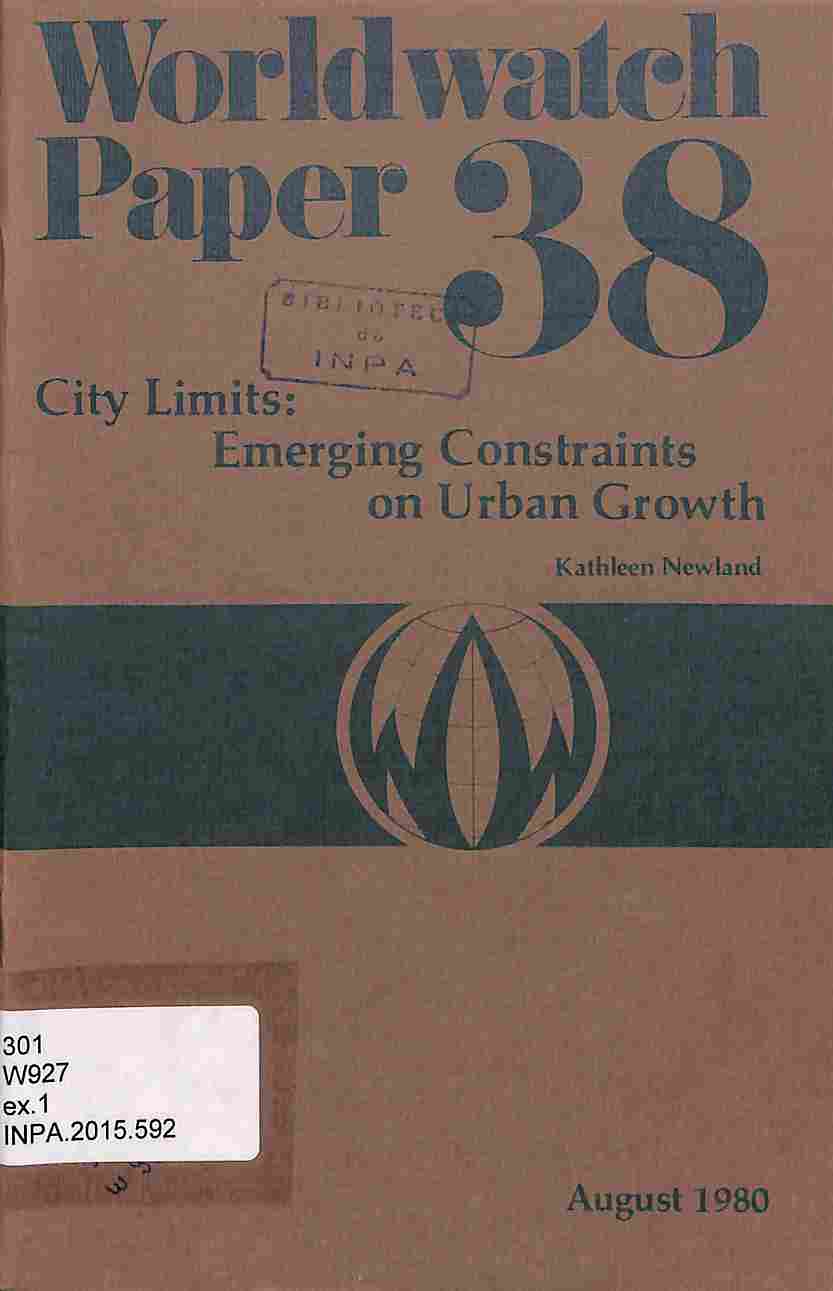 Worldwatch
Paper 38
BIBLIOTEC
do
INPA
City Limits:
Emerging Constraints
on Urban Growth
Kathleen Newland
301
W927
ex.1
INPA.2015.592
August 1980